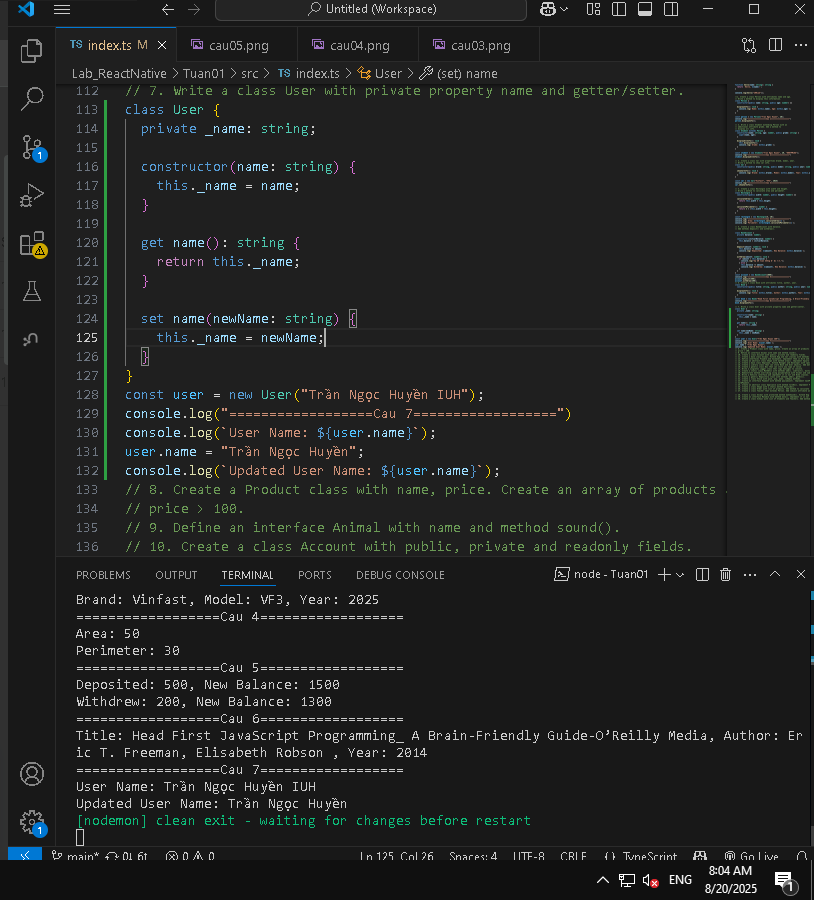 Untitled (Workspace)
TS index.ts M
cau05.png
cau04.png
cau03.png
Lab_ReactNative > Tuan01 > src > TS index.ts > User > (set) name
112 // 7. Write a class User with private property name and getter/setter.
113 class User {
114 private _name: string;
115
116 constructor(name: string) {
117 this._name = name;
118 }
119
120 get name(): string {
121 return this._name;
122 }
123
124 set name(newName: string) {
125 this._name = newName;
126 }
127 }
128 const user = new User("Trần Ngọc Huyền IUH");
129 console.log("==================Cau 7==================")
130 console.log(`User Name: ${user.name}`);
131 user.name = "Trần Ngọc Huyền";
132 console.log(`Updated User Name: ${user.name}`);
133 // 8. Create a Product class with name, price. Create an array of products
134 // price > 100.
135 // 9. Define an interface Animal with name and method sound().
136 // 10. Create a class Account with public, private and readonly fields.
PROBLEMS OUTPUT TERMINAL PORTS DEBUG CONSOLE
node - Tuan01
Brand: Vinfast, Model: VF3, Year: 2025
==================Cau 4==================
Area: 50
Perimeter: 30
==================Cau 5==================
Deposited: 500, New Balance: 1500
Withdrew: 200, New Balance: 1300
==================Cau 6==================
Title: Head First JavaScript Programming_ A Brain-Friendly Guide-O’Reilly Media, Author: Er
ic T. Freeman, Elisabeth Robson , Year: 2014
==================Cau 7==================
User Name: Trần Ngọc Huyền IUH
Updated User Name: Trần Ngọc Huyền
[nodemon] clean exit - waiting for changes before restart
1
1
main* 0↓ 6↑ 0 0 Ln 125, Col 26 Spaces: 4 UTF-8 CRLF {} TypeScript Go Live
ENG
8:04 AM
8/20/2025
1